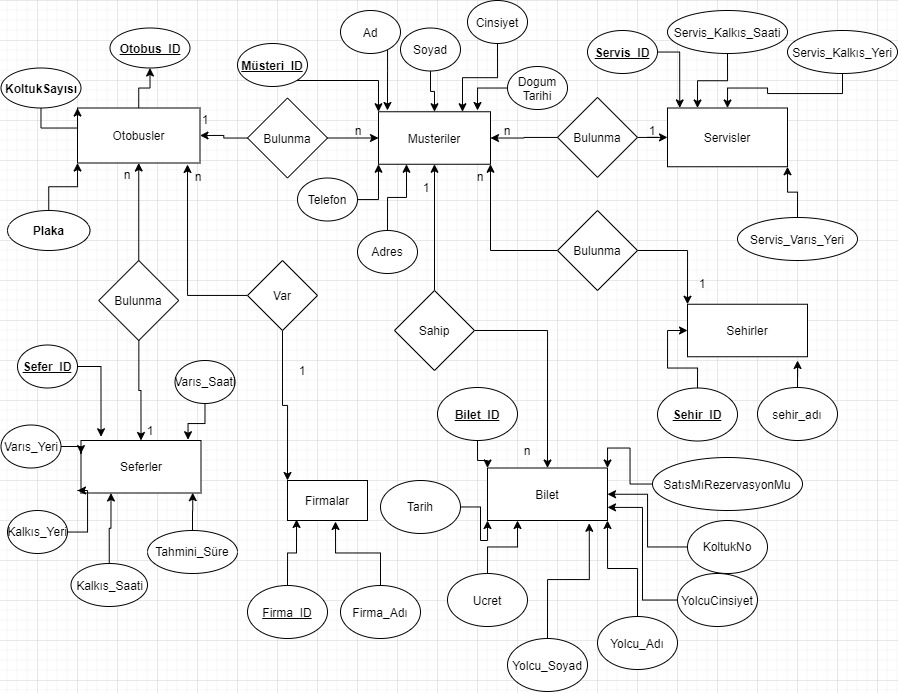 Cinsiyet
Ad
Servis_Kalkıs_Saati
Otobus_ID
Soyad
Servis_ID
Servis_Kalkıs_Yeri
Müsteri_ID
KoltukSayısı
Dogum
Tarihi
1
Otobusler
Bulunma
n
Musteriler
n
Bulunma
1
Servisler
n
n
1
n
Telefon
Plaka
Adres
Servis_Varıs_Yeri
Bulunma
1
Bulunma
Var
Sahip
Sehirler
Sefer_ID
1
Varıs_Saati
Bilet_ID
Sehir_ID
sehir_adı
1
n
Varıs_Yeri
Seferler
SatısMıRezervasyonMu
Firmalar
Bilet
Tarih
Kalkıs_Yeri
KoltukNo
Tahmini_Süre
Kalkıs_Saati
Ucret
YolcuCinsiyet
Firma_ID
Firma_Adı
Yolcu_Adı
Yolcu_Soyad